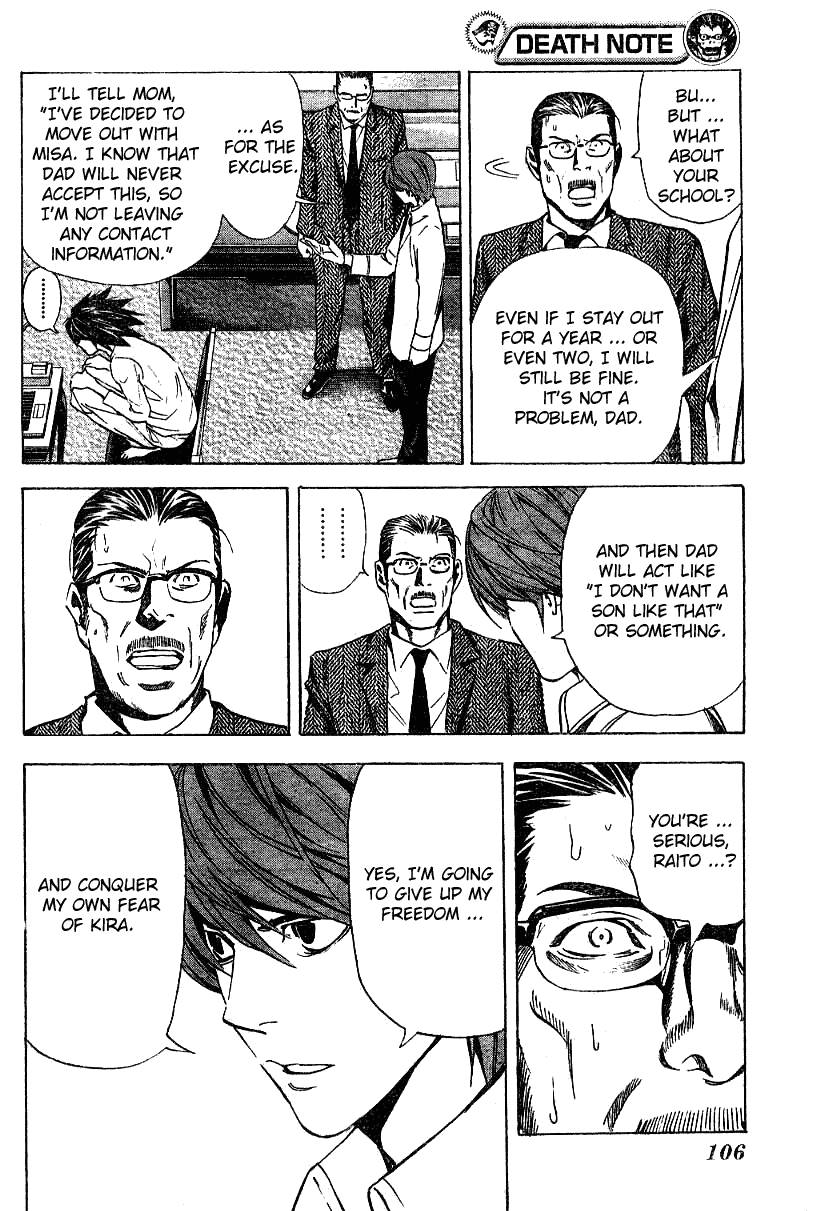 DEATH NOTE
BU...
BUT ...
WHAT
ABOUT
YOUR
SCHOOL?
EVEN IF I STAY OUT
FOR A YEAR ... OR
EVEN TWO, I WILL
STILL BE FINE.
IT'S NOT A
PROBLEM, DAD.
... AS
FOR THE
EXCUSE.
I'LL TELL MOM,
"I'VE DECIDED TO
MOVE OUT WITH
MISA. I KNOW THAT
DAD WILL NEVER
ACCEPT THIS, SO
I'M NOT LEAVING
ANY CONTACT
INFORMATION."
......
AND THEN DAD
WILL ACT LIKE
"I DON'T WANT A
SON LIKE THAT"
OR SOMETHING.
......
YOU'RE ...
SERIOUS,
RAITO ...?
YES, I'M GOING
TO GIVE UP MY
FREEDOM ...
AND CONQUER
MY OWN FEAR
OF KIRA.
106